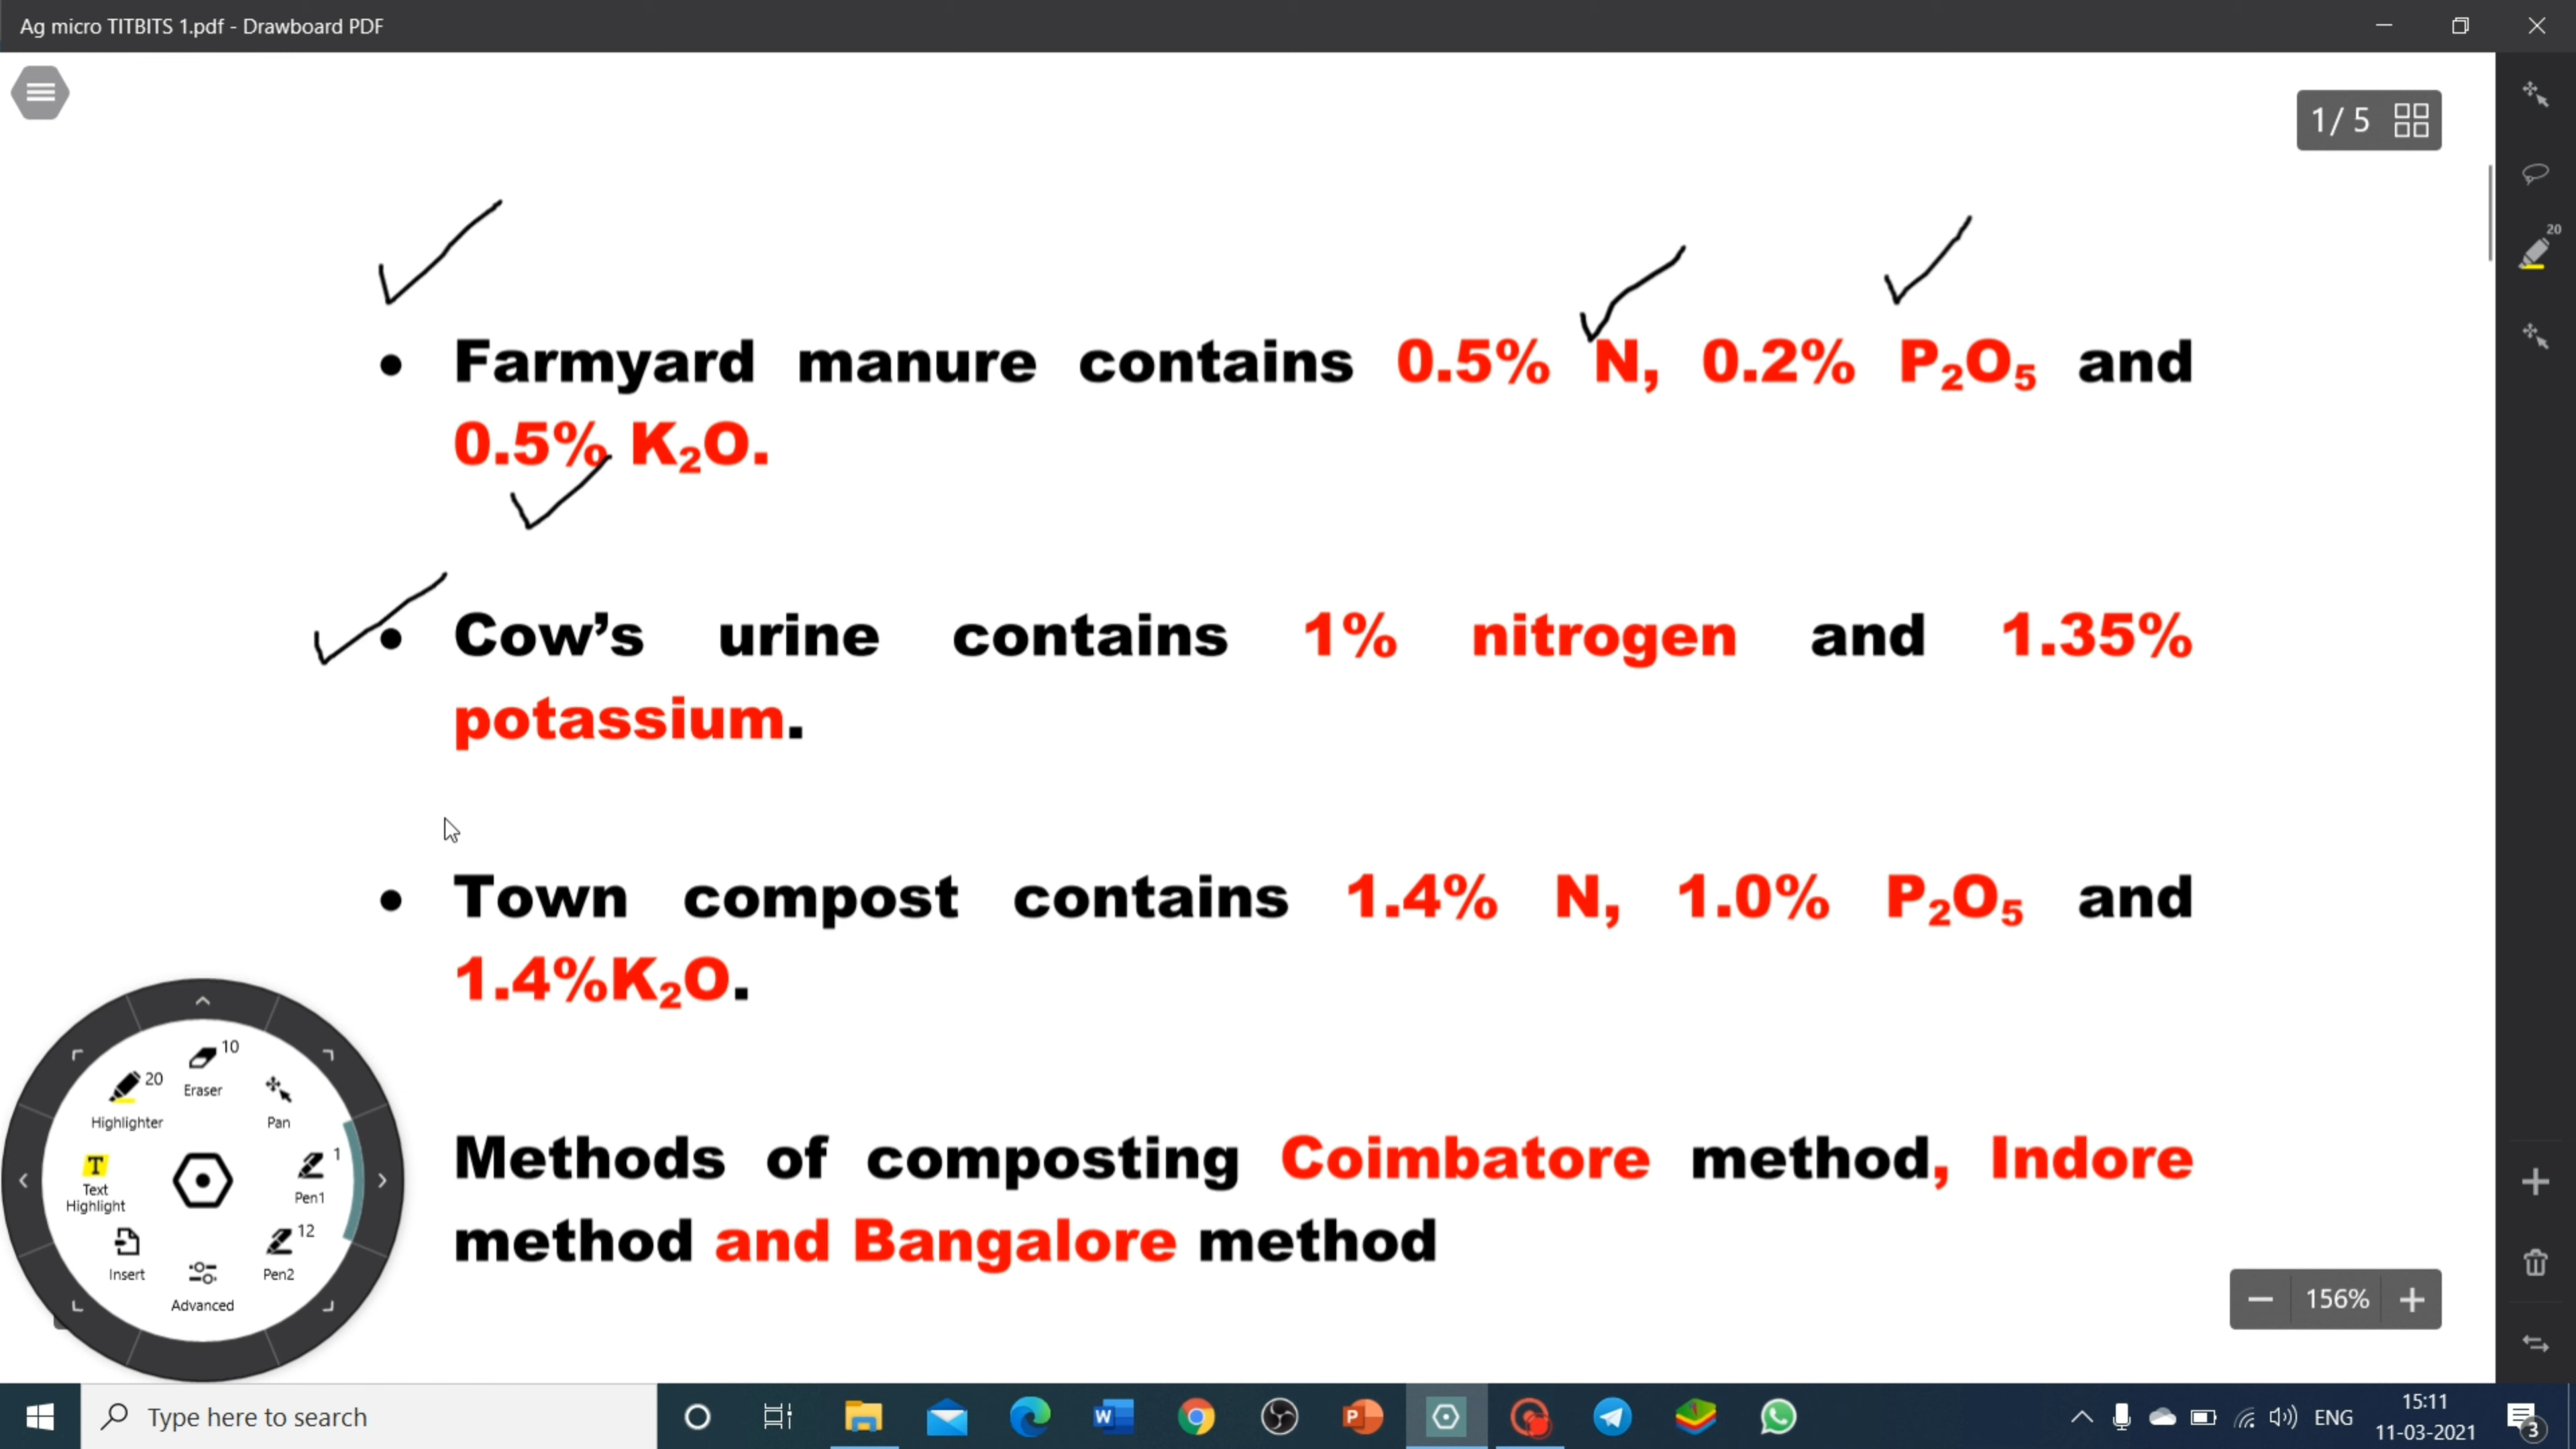 Ag micro TITBITS 1.pdf - Drawboard PDF
1 / 5
20
• Farmyard manure contains 0.5% N, 0.2% P₂O₅ and
0.5% K₂O.
• Cow’s urine contains 1% nitrogen and 1.35%
potassium.
• Town compost contains 1.4% N, 1.0% P₂O₅ and
1.4%K₂O.
Methods of composting Coimbatore method, Indore
method and Bangalore method
10
Eraser
20
Highlighter
Pan
T
Text
Highlight
1
Pen1
12
Pen2
Insert
Advanced
156%
Type here to search
ENG
15:11
11-03-2021
3